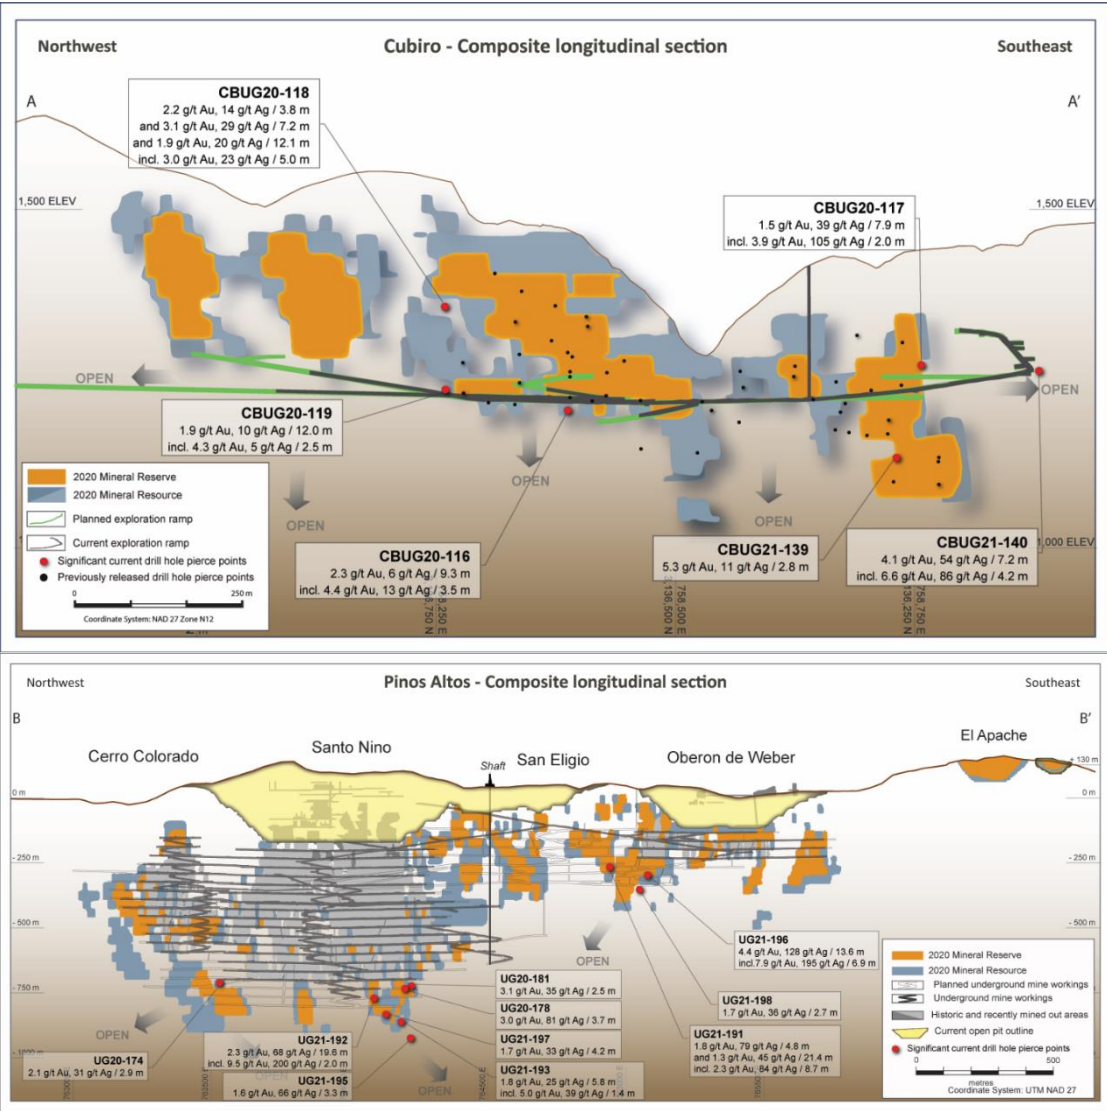 Northwest
Cubiro - Composite longitudinal section
Southeast
A
A'
CBUG20-118
2.2 g/t Au, 14 g/t Ag / 3.8 m
and 3.1 g/t Au, 29 g/t Ag / 7.2 m
and 1.9 g/t Au, 20 g/t Ag / 12.1 m
incl. 3.0 g/t Au, 23 g/t Ag / 5.0 m
1,500 ELEV
1,500 ELEV
CBUG20-117
1.5 g/t Au, 39 g/t Ag / 7.9 m
incl. 3.9 g/t Au, 105 g/t Ag / 2.0 m
OPEN
OPEN
CBUG20-119
1.9 g/t Au, 10 g/t Ag / 12.0 m
incl. 4.3 g/t Au, 5 g/t Ag / 2.5 m
OPEN
OPEN
OPEN
2020 Mineral Reserve
2020 Mineral Resource
Planned exploration ramp
Current exploration ramp
Significant current drill hole pierce points
Previously released drill hole pierce points
0 250 m
Coordinate System: NAD 27 Zone N12
CBUG20-116
2.3 g/t Au, 6 g/t Ag / 9.3 m
incl. 4.4 g/t Au, 13 g/t Ag / 3.5 m
CBUG21-139
5.3 g/t Au, 11 g/t Ag / 2.8 m
CBUG21-140
4.1 g/t Au, 54 g/t Ag / 7.2 m
incl. 6.6 g/t Au, 86 g/t Ag / 4.2 m
,000 ELEV
3,136,500 N
758,500 E
3,136,250 N
758,750 E
Northwest
Pinos Altos - Composite longitudinal section
Southeast
B
B'
Cerro Colorado
Santo Nino
Shaft
San Eligio
Oberon de Weber
El Apache
+ 130 m
0 m
0 m
- 250 m
- 250 m
- 500 m
- 500 m
- 750 m
OPEN
OPEN
OPEN
UG21-196
4.4 g/t Au, 128 g/t Ag / 13.6 m
incl.7.9 g/t Au, 195 g/t Ag / 6.9 m
UG20-181
3.1 g/t Au, 35 g/t Ag / 2.5 m
UG20-178
3.0 g/t Au, 81 g/t Ag / 3.7 m
UG21-198
1.7 g/t Au, 36 g/t Ag / 2.7 m
UG21-197
1.7 g/t Au, 33 g/t Ag / 4.2 m
UG21-191
1.8 g/t Au, 79 g/t Ag / 4.8 m
and 1.3 g/t Au, 45 g/t Ag / 21.4 m
incl. 2.3 g/t Au, 84 g/t Ag / 8.7 m
UG21-192
2.3 g/t Au, 68 g/t Ag / 19.6 m
incl. 9.5 g/t Au, 200 g/t Ag / 2.0 m
UG20-174
2.1 g/t Au, 31 g/t Ag / 2.9 m
UG21-193
1.8 g/t Au, 25 g/t Ag / 5.8 m
incl. 5.0 g/t Au, 39 g/t Ag / 1.4 m
UG21-195
1.6 g/t Au, 66 g/t Ag / 3.3 m
OPEN
764500 E
2020 Mineral Reserve
2020 Mineral Resource
Planned underground mine workings
Underground mine workings
Historic and recently mined out areas
Current open pit outline
Significant current drill hole pierce points
0 500
metres
Coordinate System: UTM NAD 27